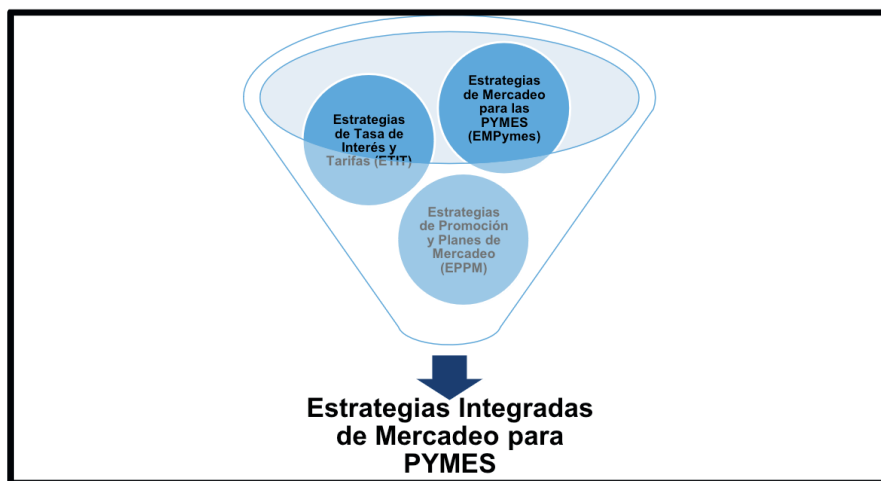 Estrategias
de Mercadeo
para las
PYMES
(EMPymes)
Estrategias
de Tasa de
Interés y
Tarifas (ETIT)
Estrategias
de Promoción
y Planes de
Mercadeo
(EPPM)
Estrategias Integradas
de Mercadeo para
PYMES